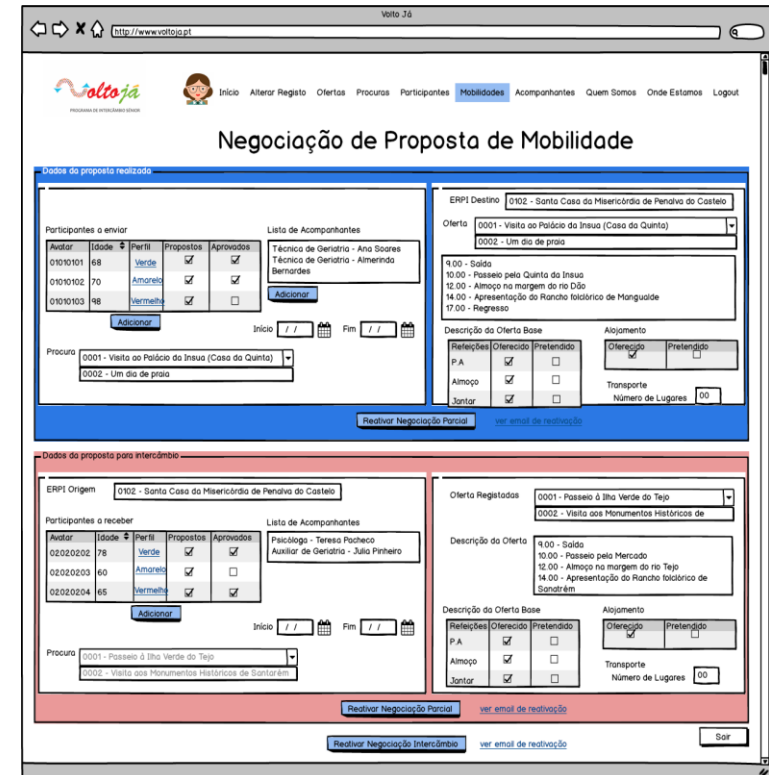 Volto Já
http://www.voltoja.pt
Voltojá
PROGRAMA DE INTERCÂMBIO SÉNIOR
Início Alterar Registo Ofertas Procuras Participantes Mobilidades Acompanhantes Quem Somos Onde Estamos Logout
Negociação de Proposta de Mobilidade
Dados da proposta realizada
Participantes a enviar
Avatar Idade Perfil Propostos Aprovados
01010101 68 Verde
01010102 70 Amarelo
01010103 98 Vermelho
Adicionar
Lista de Acompanhantes
Técnica de Geriatria - Ana Soares
Técnica de Geriatria - Almerinda
Bernardes
Adicionar
Início / / Fim / /
Procura 0001 - Visita ao Palácio da Insua (Casa da Quinta)
0002 - Um dia de praia
ERPI Destino 0102 - Santa Casa da Misericórdia de Penalva do Castelo
Oferta 0001 - Visita ao Palácio da Insua (Casa da Quinta)
0002 - Um dia de praia
9.00 - Saída
10.00 - Passeio pela Quinta da Insua
12.00 - Almoço na margem do rio Dão
14.00 - Apresentação do Rancho folclórico de Mangualde
17.00 - Regresso
Descrição da Oferta Base
Refeições Oferecido Pretendido
P.A
Almoço
Jantar
Alojamento
Oferecido Pretendido
Transporte
Número de Lugares 00
Reativar Negociação Parcial ver email de reativação
Dados da proposta para intercâmbio
ERPI Origem 0102 - Santa Casa da Misericórdia de Penalva do Castelo
Participantes a receber
Avatar Idade Perfil Propostos Aprovados
02020202 78 Verde
02020203 60 Amarelo
02020204 65 Vermelho
Adicionar
Lista de Acompanhantes
Psicóloga - Teresa Pacheco
Auxiliar de Geriatria - Julia Pinheiro
Início / / Fim / /
Procura 0001 - Passeio à Ilha Verde do Tejo
0002 - Visita aos Monumentos Históricos de Santarém
Oferta Registadas 0001 - Passeio à Ilha Verde do Tejo
0002 - Visita aos Monumentos Históricos de
Descrição da Oferta 9.00 - Saída
10.00 - Passeio pela Mercado
12.00 - Almoço na margem do rio Tejo
14.00 - Apresentação do Rancho folclórico de
Sanatrém
Descrição da Oferta Base
Refeições Oferecido Pretendido
P.A
Almoço
Jantar
Alojamento
Oferecido Pretendido
Transporte
Número de Lugares 00
Reativar Negociação Parcial ver email de reativação
Reativar Negociação Intercâmbio ver email de reativação
Sair